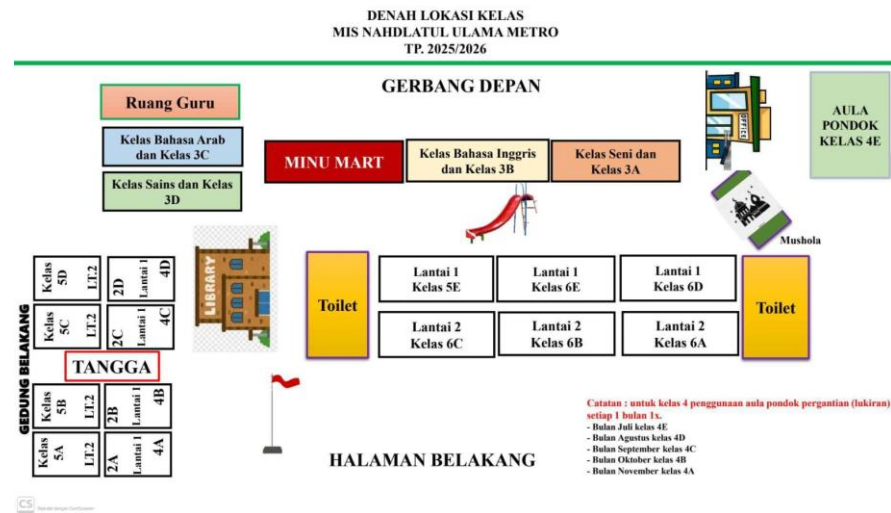 DENAH LOKASI KELAS
MIS NAHDLATUL ULAMA METRO
TP. 2025/2026
GERBANG DEPAN
Ruang Guru
Kelas Bahasa Arab
dan Kelas 3C
Kelas Sains dan Kelas
3D
MINU MART
Kelas Bahasa Inggris
dan Kelas 3B
Kelas Seni dan
Kelas 3A
OFFICE
AULA
PONDOK
KELAS 4E
Mushola
LIBRARY
Toilet
Lantai 1
Kelas 5E
Lantai 1
Kelas 6E
Lantai 1
Kelas 6D
Lantai 2
Kelas 6C
Lantai 2
Kelas 6B
Lantai 2
Kelas 6A
Toilet
GEDUNG BELAKANG
Kelas
5D
LT.2
2D
Lantai 1
4D
Kelas
5C
LT.2
2C
Lantai 1
4C
TANGGA
Kelas
5B
LT.2
2B
Lantai 1
4B
Kelas
5A
LT.2
2A
Lantai 1
4A
HALAMAN BELAKANG
Catatan : untuk kelas 4 penggunaan aula pondok pergantian (lukiran)
setiap 1 bulan 1x.
- Bulan Juli kelas 4E
- Bulan Agustus kelas 4D
- Bulan September kelas 4C
- Bulan Oktober kelas 4B
- Bulan November kelas 4A
CS